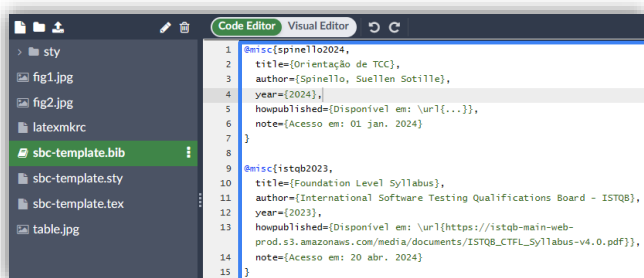 Code Editor Visual Editor
> sty
fig1.jpg
fig2.jpg
latexmkrc
sbc-template.bib
sbc-template.sty
sbc-template.tex
table.jpg
1 @misc{spinello2024,
2 title={Orientação de TCC},
3 author={Spinello, Suellen Sotille},
4 year={2024},
5 howpublished={Disponível em: \url{...}},
6 note={Acesso em: 01 jan. 2024}
7 }
8
9 @misc{istqb2023,
10 title={Foundation Level Syllabus},
11 author={International Software Testing Qualifications Board - ISTQB},
12 year={2023},
13 howpublished={Disponível em: \url{https://istqb-main-web-
prod.s3.amazonaws.com/media/documents/ISTQB_CTFL_Syllabus-v4.0.pdf}},
14 note={Acesso em: 20 abr. 2024}
15 }